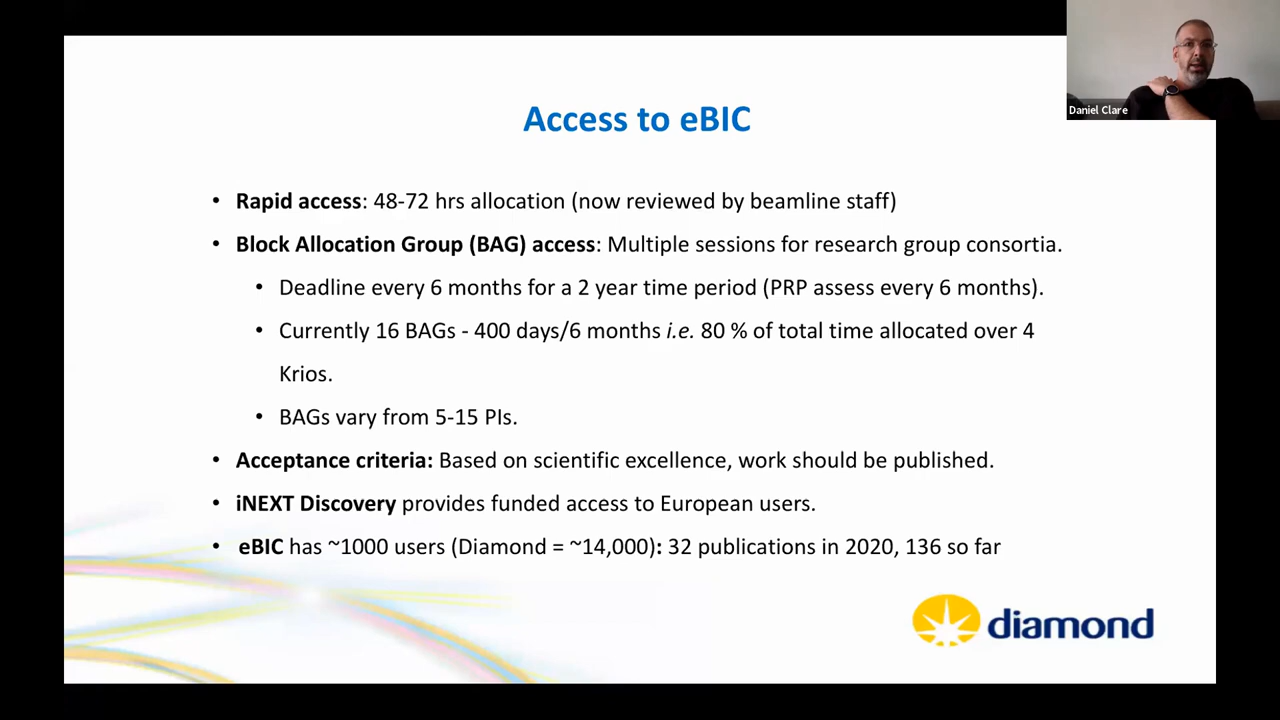 Daniel Clare
Access to eBIC
• Rapid access: 48-72 hrs allocation (now reviewed by beamline staff)
• Block Allocation Group (BAG) access: Multiple sessions for research group consortia.
• Deadline every 6 months for a 2 year time period (PRP assess every 6 months).
• Currently 16 BAGs - 400 days/6 months i.e. 80 % of total time allocated over 4
Krios.
• BAGs vary from 5-15 PIs.
• Acceptance criteria: Based on scientific excellence, work should be published.
• iNEXT Discovery provides funded access to European users.
• eBIC has ~1000 users (Diamond = ~14,000): 32 publications in 2020, 136 so far
diamond